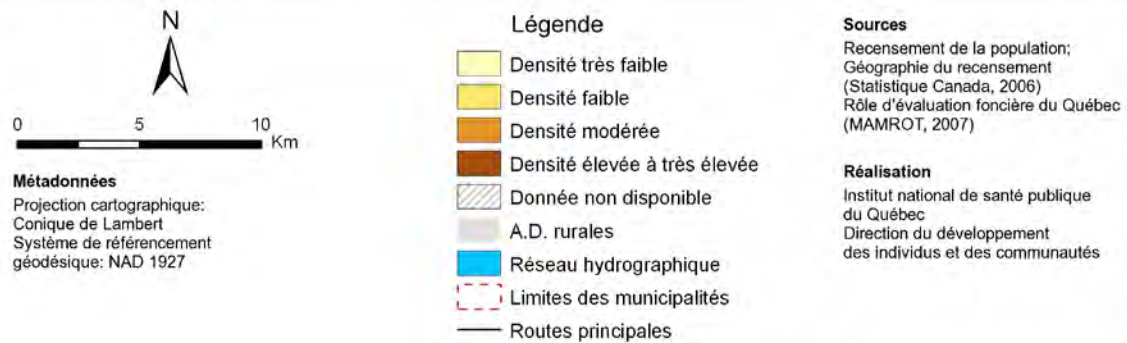 N
0 5 10
Km
Métadonnées
Projection cartographique:
Conique de Lambert
Système de référencement
géodésique: NAD 1927
Légende
Densité très faible
Densité faible
Densité modérée
Densité élevée à très élevée
Donnée non disponible
A.D. rurales
Réseau hydrographique
Limites des municipalités
Routes principales
Sources
Recensement de la population;
Géographie du recensement
(Statistique Canada, 2006)
Rôle d'évaluation foncière du Québec
(MAMROT, 2007)
Réalisation
Institut national de santé publique
du Québec
Direction du développement
des individus et des communautés